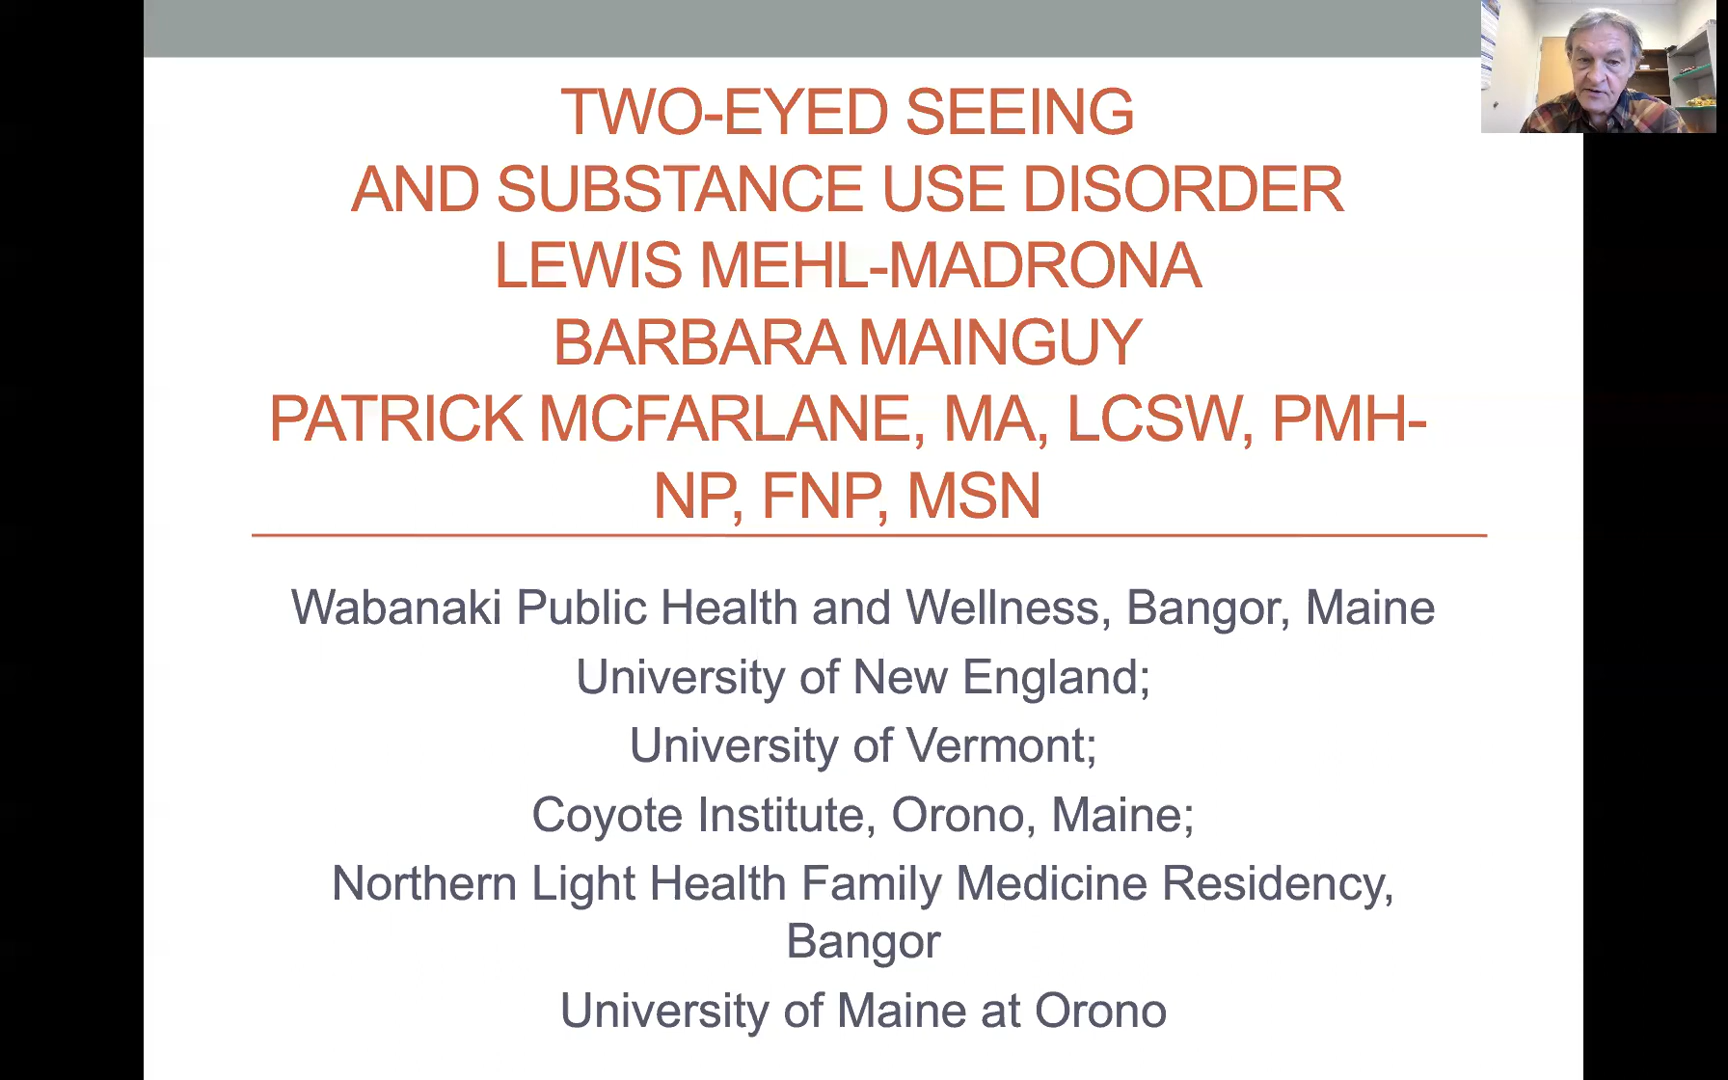 TWO-EYED SEEING
AND SUBSTANCE USE DISORDER
LEWIS MEHL-MADRONA
BARBARA MAINGUY
PATRICK MCFARLANE, MA, LCSW, PMH-
NP, FNP, MSN
Wabanaki Public Health and Wellness, Bangor, Maine
University of New England;
University of Vermont;
Coyote Institute, Orono, Maine;
Northern Light Health Family Medicine Residency,
Bangor
University of Maine at Orono